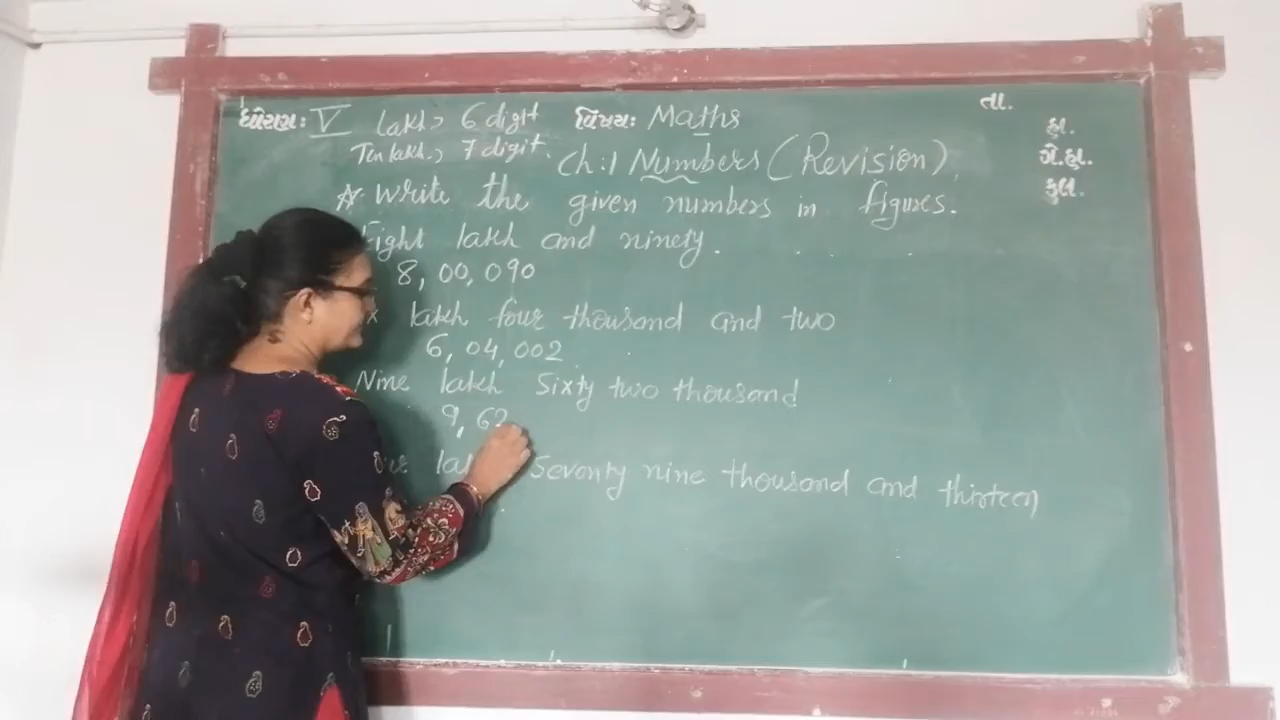 ધોરણ: V lakh → 6 digit વિષય: Maths તા.
Ten lakh → 7 digit. હા.
Ch:1 Numbers (Revision). ગે.હા.
☆ Write the given numbers in figures. કુલ.
Eight lakh and ninety.
8,00,090
lakh four thousand and two
6,04,002
Nine lakh Sixty two thousand
9,62
Seventy nine thousand and thirteen